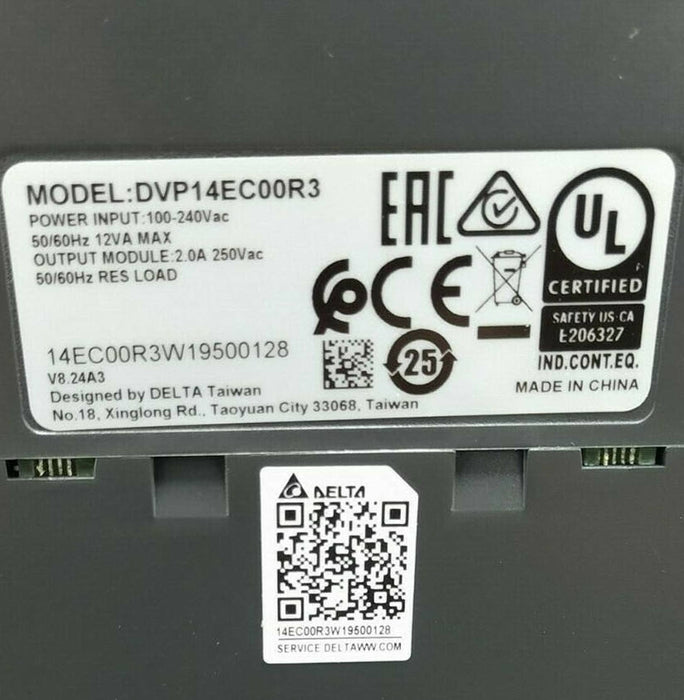 MODEL:DVP14EC00R3
POWER INPUT:100-240Vac
50/60Hz 12VA MAX
OUTPUT MODULE:2.0A 250Vac
50/60Hz RES LOAD
14EC00R3W19500128
V8.24A3
Designed by DELTA Taiwan
No.18, Xinglong Rd., Taoyuan City 33068, Taiwan
EAC
25
UL
CERTIFIED
SAFETY US·CA
E206327
IND.CONT.EQ.
MADE IN CHINA
DELTA
14EC00R3W19500128
SERVICE DELTAWW.COM